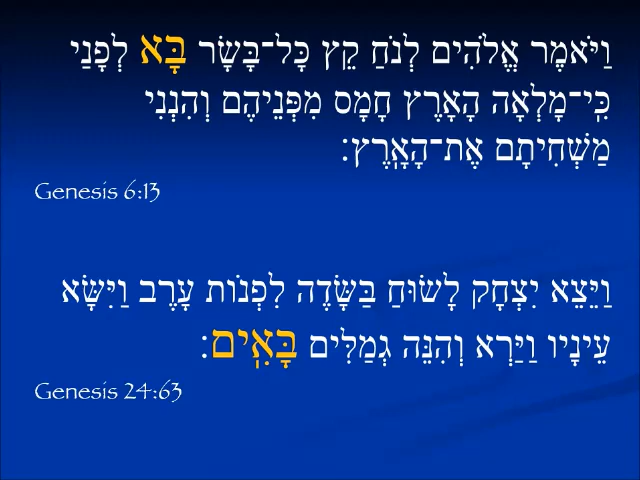 וַיֹּאמֶר אֱלֹהִים לְנֹחַ קֵץ כָּל־בָּשָׂר בָּא לְפָנַי
כִּֽי־מָלְאָה הָאָרֶץ חָמָס מִפְּנֵיהֶם וְהִנְנִי
מַשְׁחִיתָם אֶת־הָאָֽרֶץ׃
Genesis 6:13
וַיֵּצֵא יִצְחָק לָשׂוּחַ בַּשָּׂדֶה לִפְנוֹת עָרֶב וַיִּשָּׂא
עֵינָיו וַיַּרְא וְהִנֵּה גְמַלִּים בָּאִֽים׃
Genesis 24:63